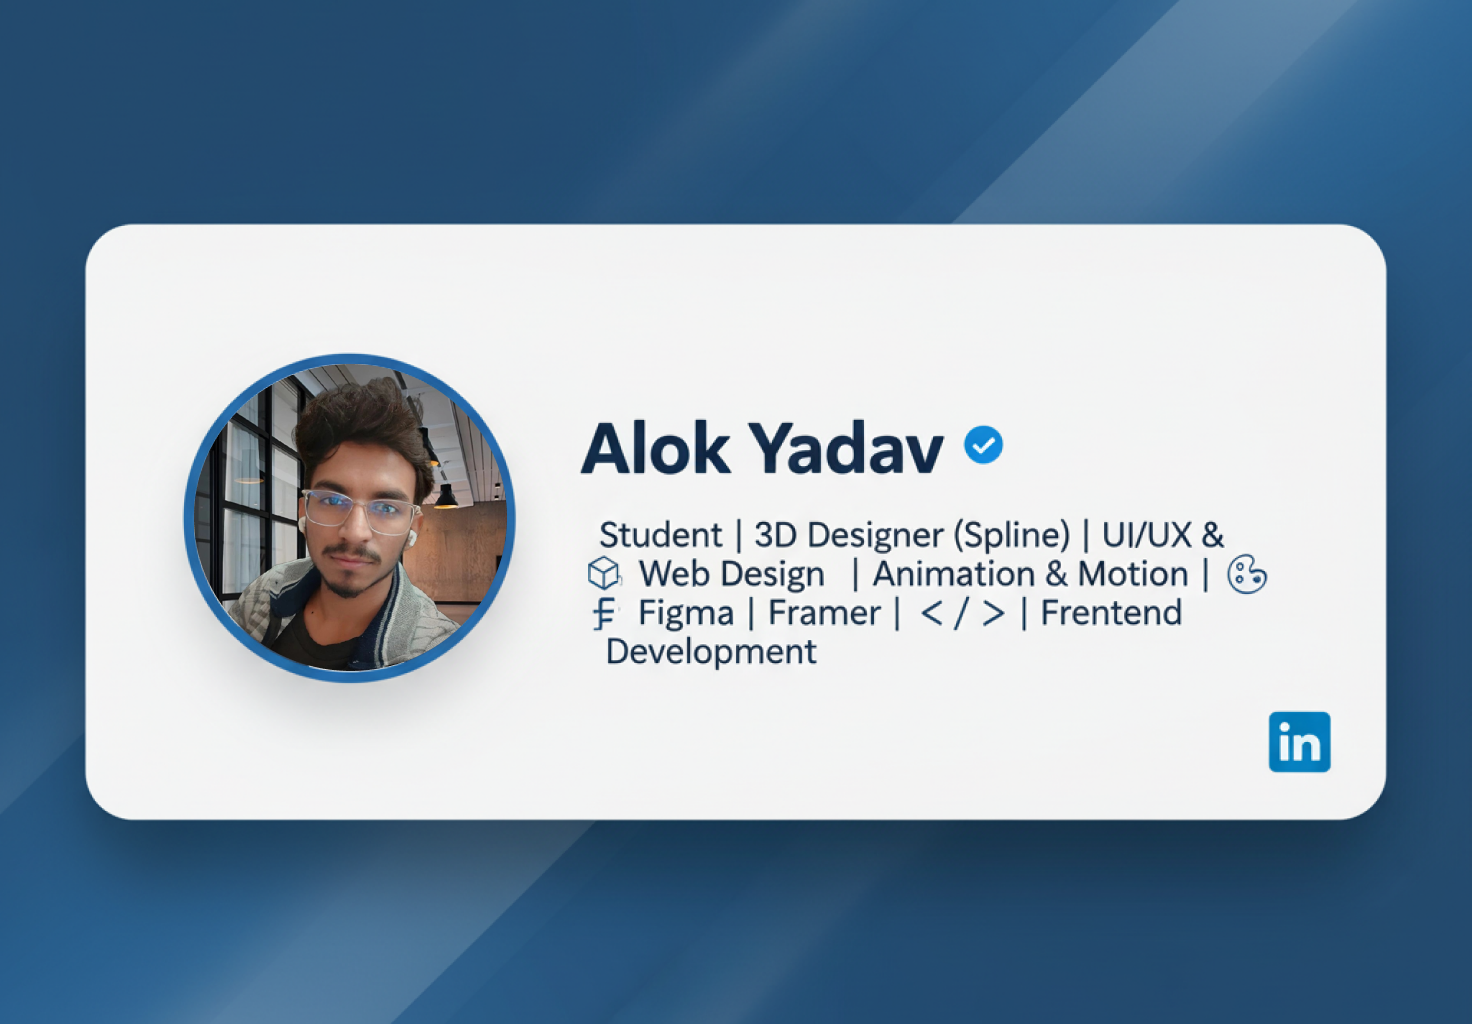 Alok Yadav
Student | 3D Designer (Spline) | UI/UX &
Web Design | Animation & Motion |
Figma | Framer | </> | Frentend
Development
in